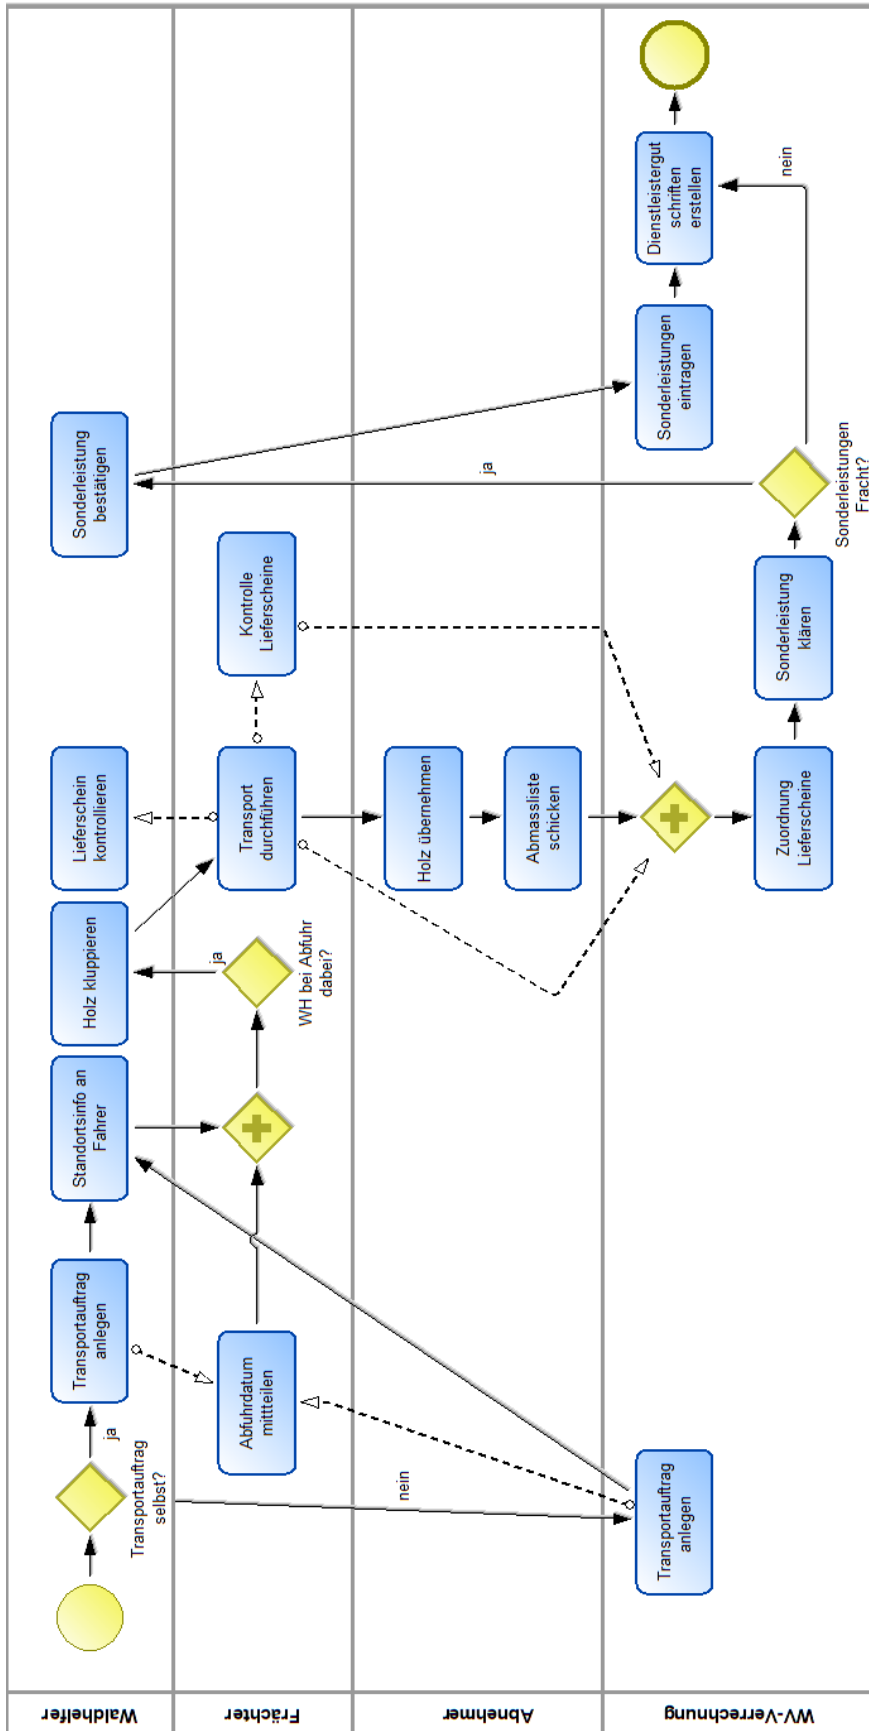 Waldhelfer
Transportauftrag
selbst?
ja
Transportauftrag
anlegen
Standortsinfo an
Fahrer
Holz kluppieren
Lieferschein
kontrollieren
Sonderleistung
bestätigen
Frächter
nein
Abfuhrdatum
mittteilen
WH bei Abfuhr
dabei?
ja
Transport
durchführen
Kontrolle
Lieferscheine
Abnehmer
Holz übernehmen
Abmassliste
schicken
ja
WV-Verrechnung
Transportauftrag
anlegen
Zuordnung
Lieferscheine
Sonderleistung
klären
Sonderleistungen
Fracht?
Sonderleistungen
eintragen
nein
Dienstleistergut
schriften
erstellen